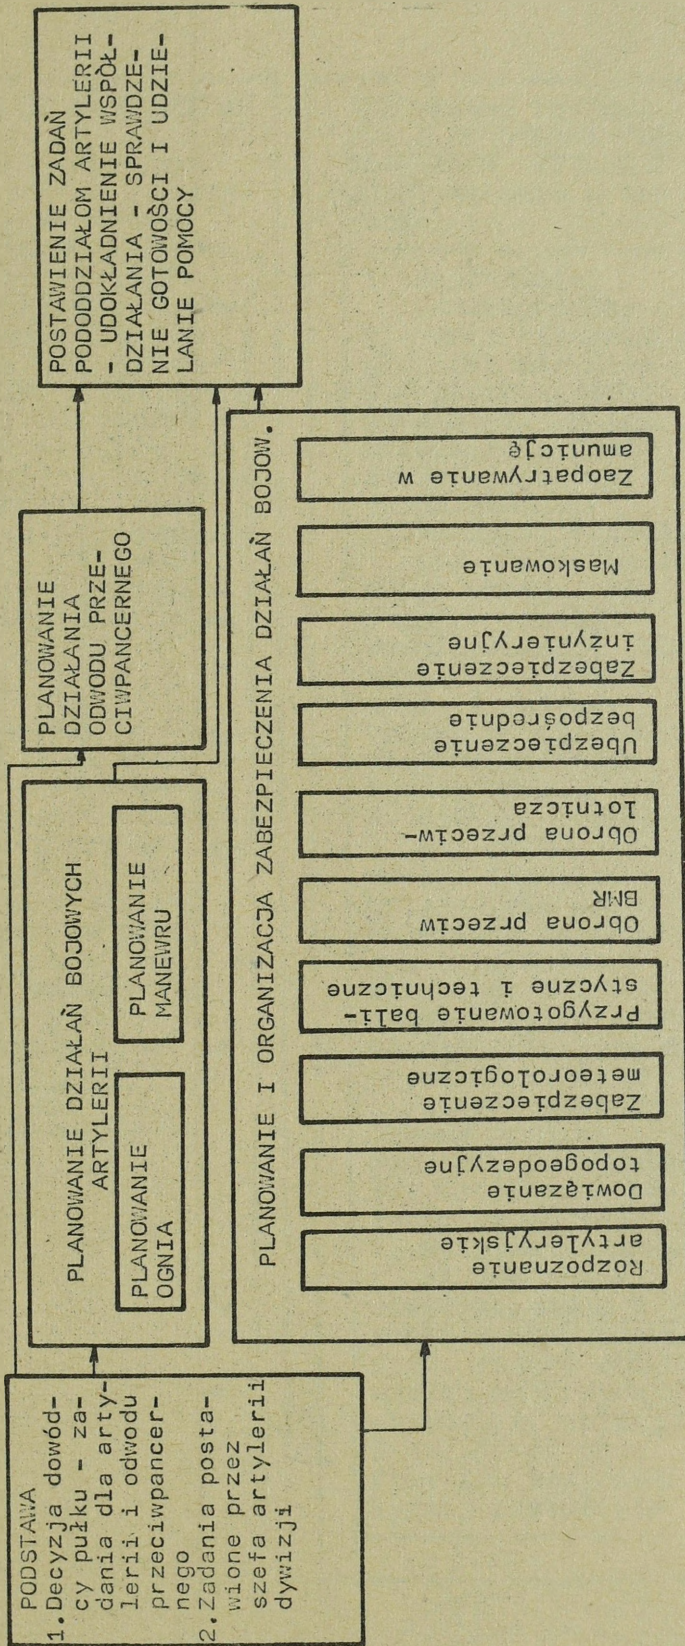 PODSTAWA
1.Decyzja dowód-
cy pułku - za-
dania dla arty-
lerii i odwodu
przeciwpancer-
nego
2.Zadania posta-
wione przez
szefa artylerii
dywizji
PLANOWANIE DZIAŁAŃ BOJOWYCH
ARTYLERII
PLANOWANIE
OGNIA
PLANOWANIE
MANEWRU
PLANOWANIE
DZIAŁANIA
ODWODU PRZE-
CIWPANCERNEGO
POSTAWIENIE ZADAŃ
PODODDZIAŁOM ARTYLERII
- UDOKŁADNIENIE WSPÓŁ-
DZIAŁANIA - SPRAWDZE-
NIE GOTOWOŚCI I UDZIE-
LANIE POMOCY
PLANOWANIE I ORGANIZACJA ZABEZPIECZENIA DZIAŁAŃ BOJOW.
Rozpoznanie
artyleryjskie
Dowiązanie
topogeodezyjne
Zabezpieczenie
meteorologiczne
Przygotowanie bali-
styczne i techniczne
Obrona przeciw
BMR
Obrona przeciw-
lotnicza
Ubezpieczenie
bezpośrednie
Zabezpieczenie
inżynieryjne
Maskowanie
Zaopatrywanie w
amunicję